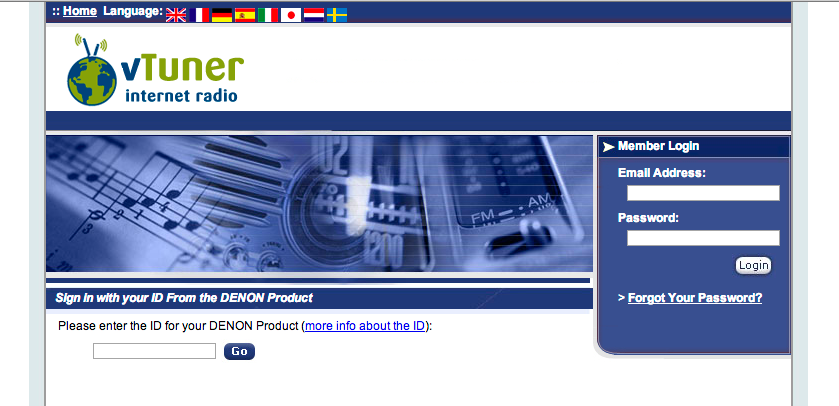 :: Home Language:
vTuner
internet radio
FM AM
Member Login
Email Address:
Password:
Login
> Forgot Your Password?
Sign in with your ID From the DENON Product
Please enter the ID for your DENON Product (more info about the ID):
Go